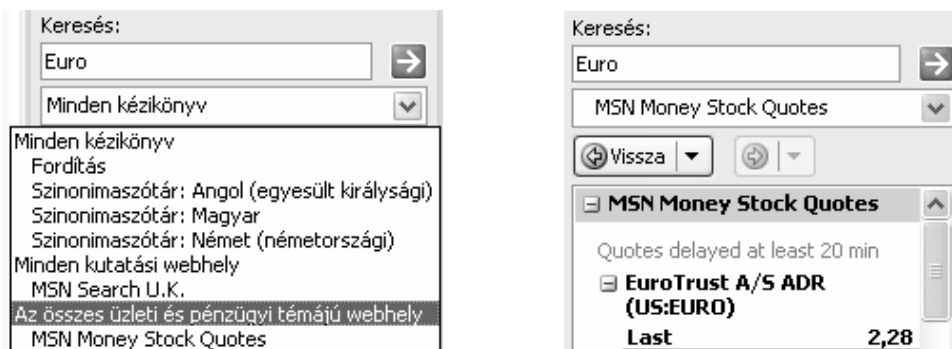 Keresés:
Euro
Minden kézikönyv
Minden kézikönyv
Fordítás
Szinonimaszótár: Angol (egyesült királysági)
Szinonimaszótár: Magyar
Szinonimaszótár: Német (németországi)
Minden kutatási webhely
MSN Search U.K.
Az összes üzleti és pénzügyi témájú webhely
MSN Money Stock Quotes
Keresés:
Euro
MSN Money Stock Quotes
Vissza
MSN Money Stock Quotes
Quotes delayed at least 20 min
EuroTrust A/S ADR
(US:EURO)
Last 2,28